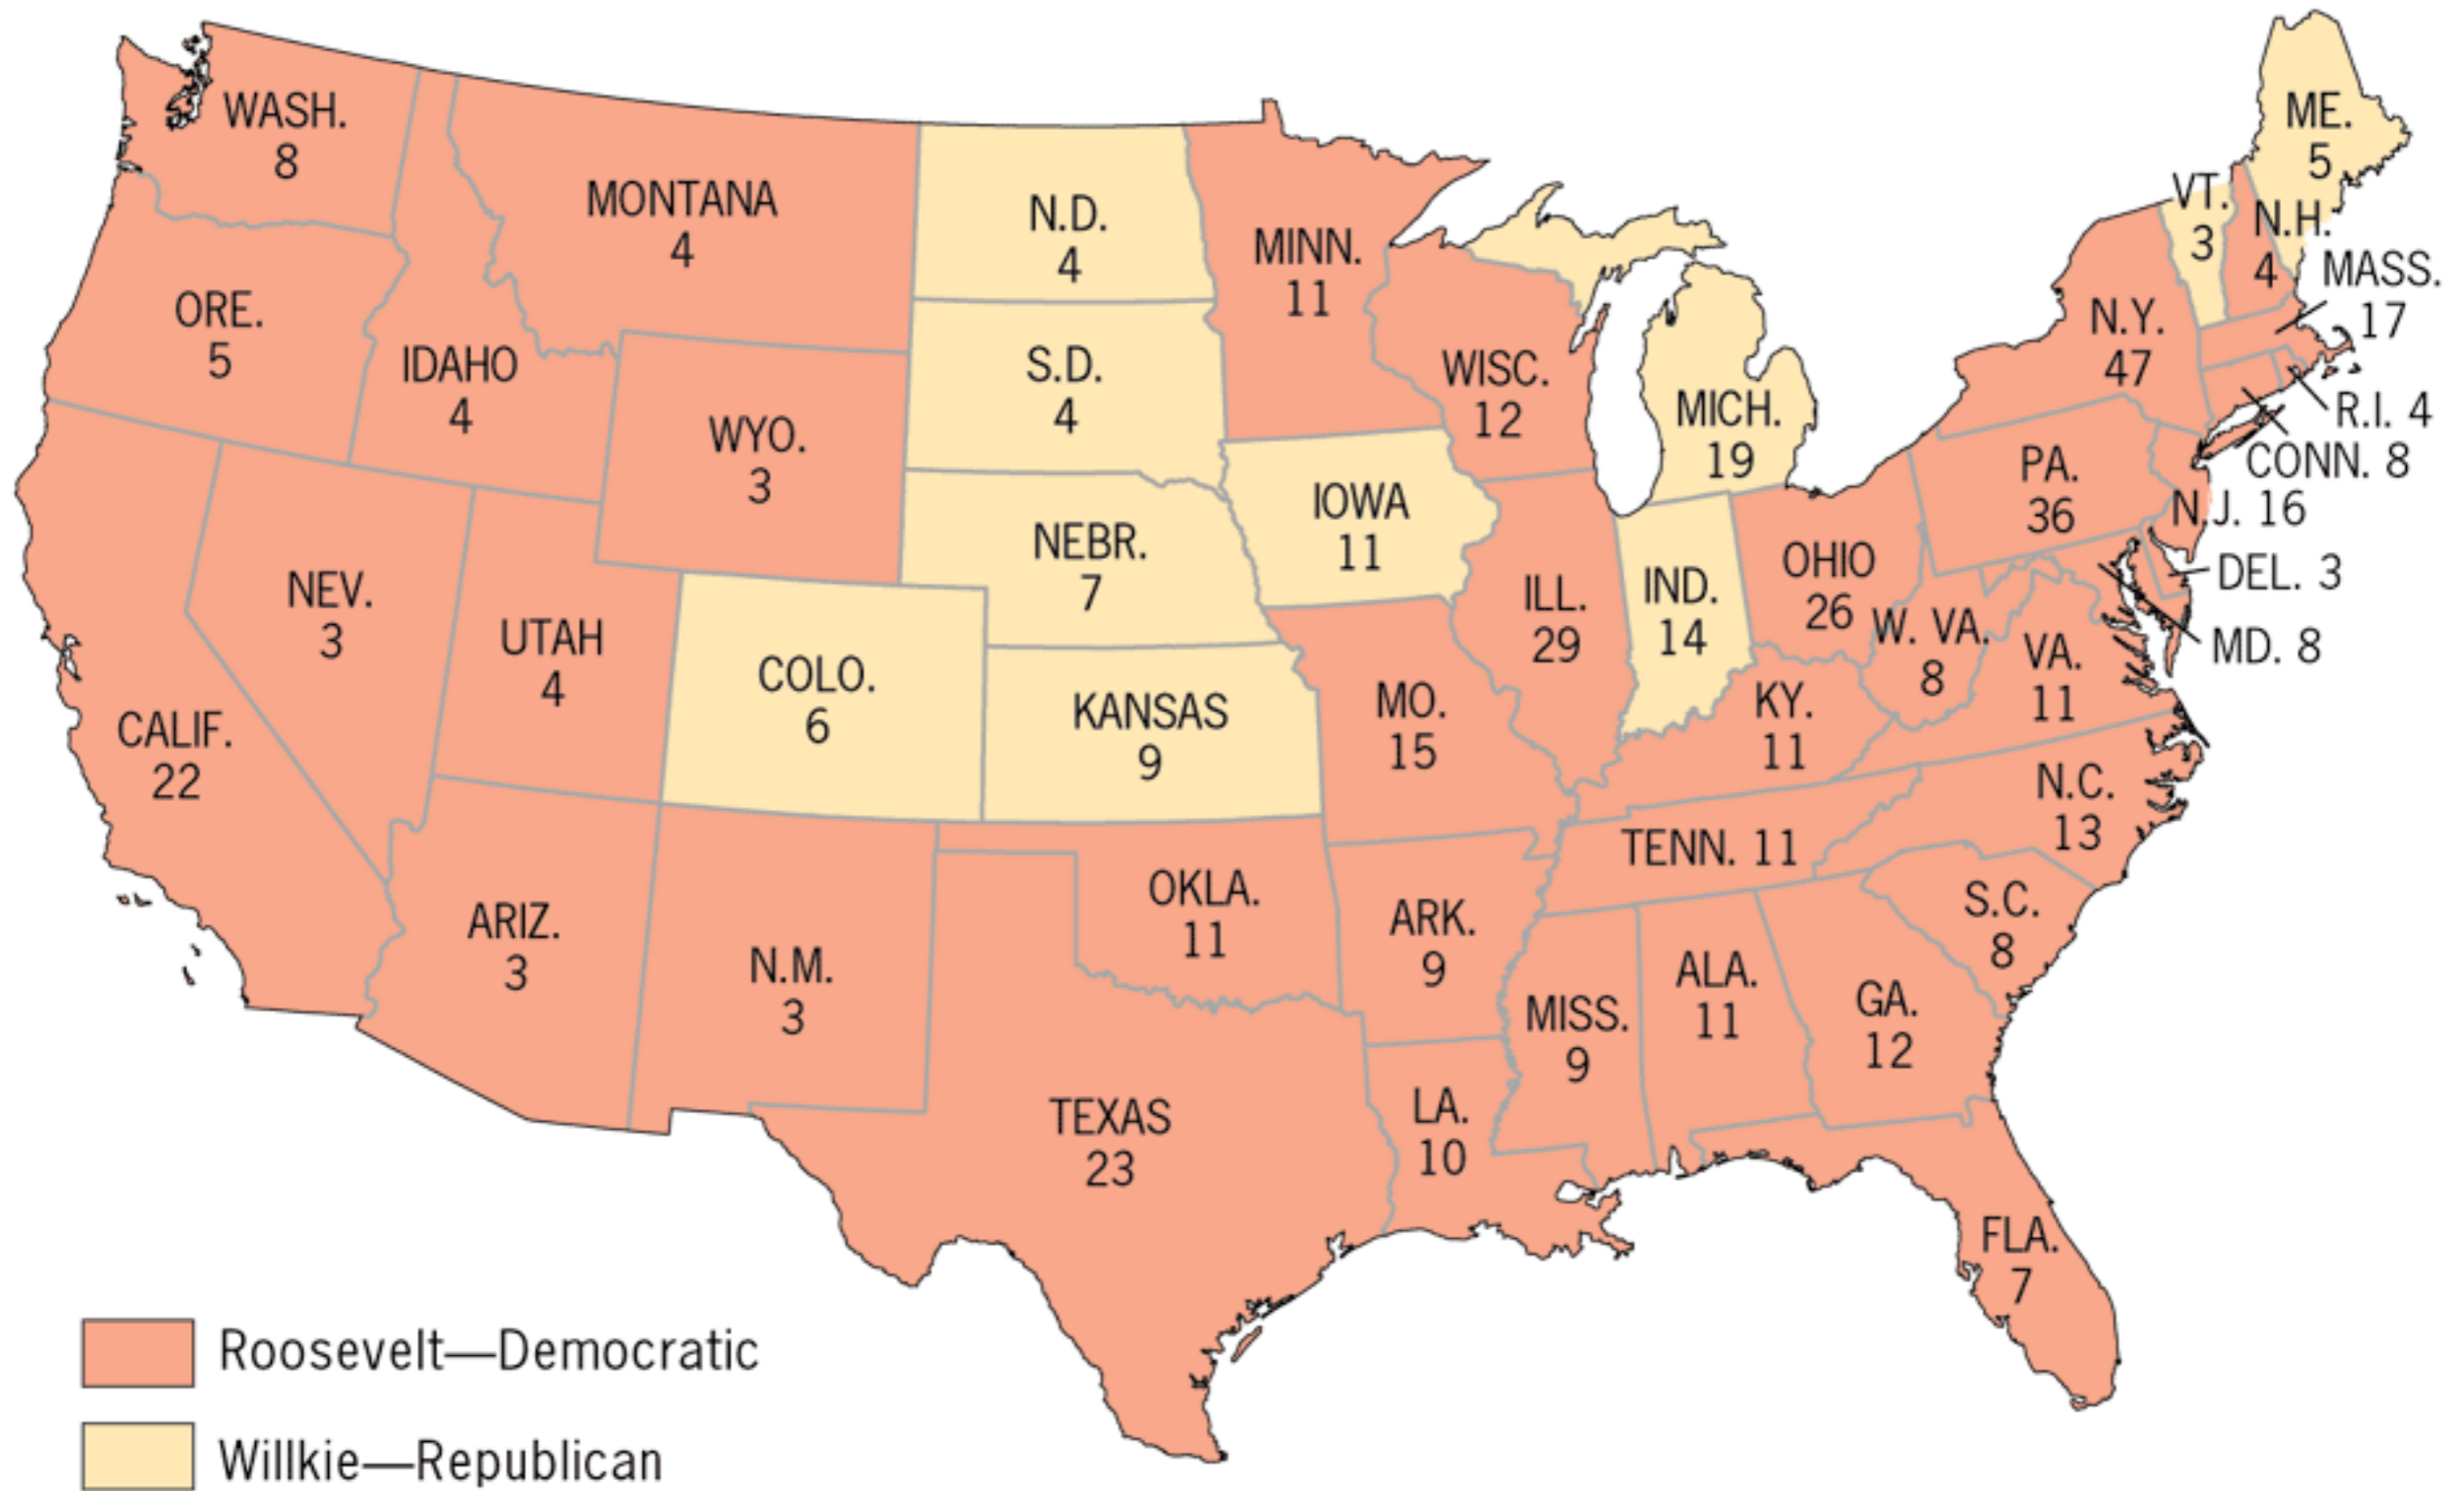 WASH.
8
ORE.
5
CALIF.
22
IDAHO
4
NEV.
3
MONTANA
4
WYO.
3
UTAH
4
ARIZ.
3
COLO.
6
N.M.
3
N.D.
4
S.D.
4
NEBR.
7
KANSAS
9
OKLA.
11
TEXAS
23
MINN.
11
IOWA
11
MO.
15
ARK.
9
LA.
10
WISC.
12
ILL.
29
MICH.
19
IND.
14
OHIO
26
KY.
11
TENN. 11
MISS.
9
ALA.
11
GA.
12
FLA.
7
S.C.
8
N.C.
13
VA.
11
W. VA.
8
PA.
36
N.Y.
47
VT.
3
N.H.
4
ME.
5
MASS.
17
R.I. 4
CONN. 8
N.J. 16
DEL. 3
MD. 8
Roosevelt—Democratic
Willkie—Republican